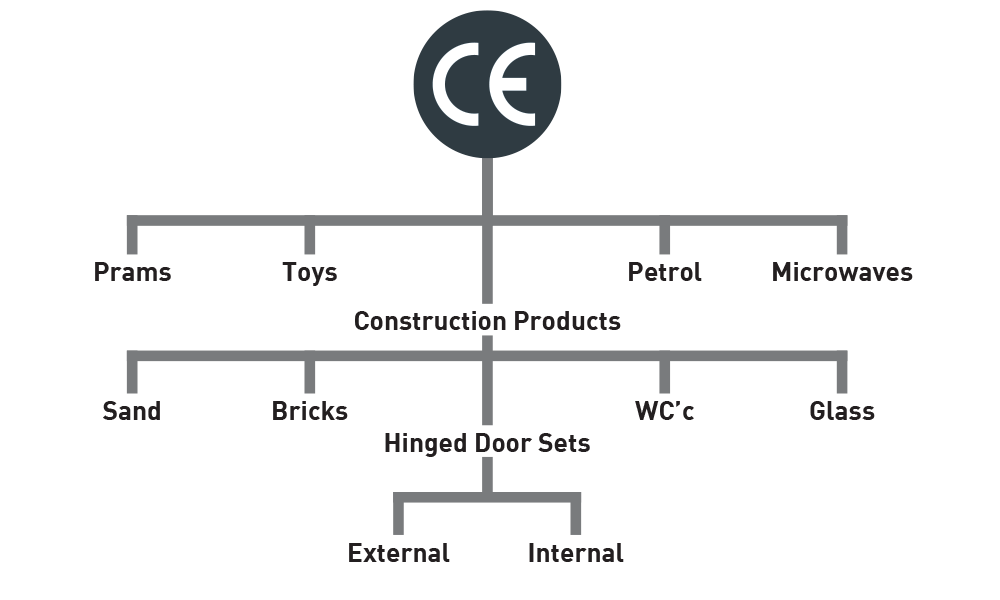 CE
Prams
Toys
Petrol
Microwaves
Construction Products
Sand
Bricks
WC’c
Glass
Hinged Door Sets
External
Internal